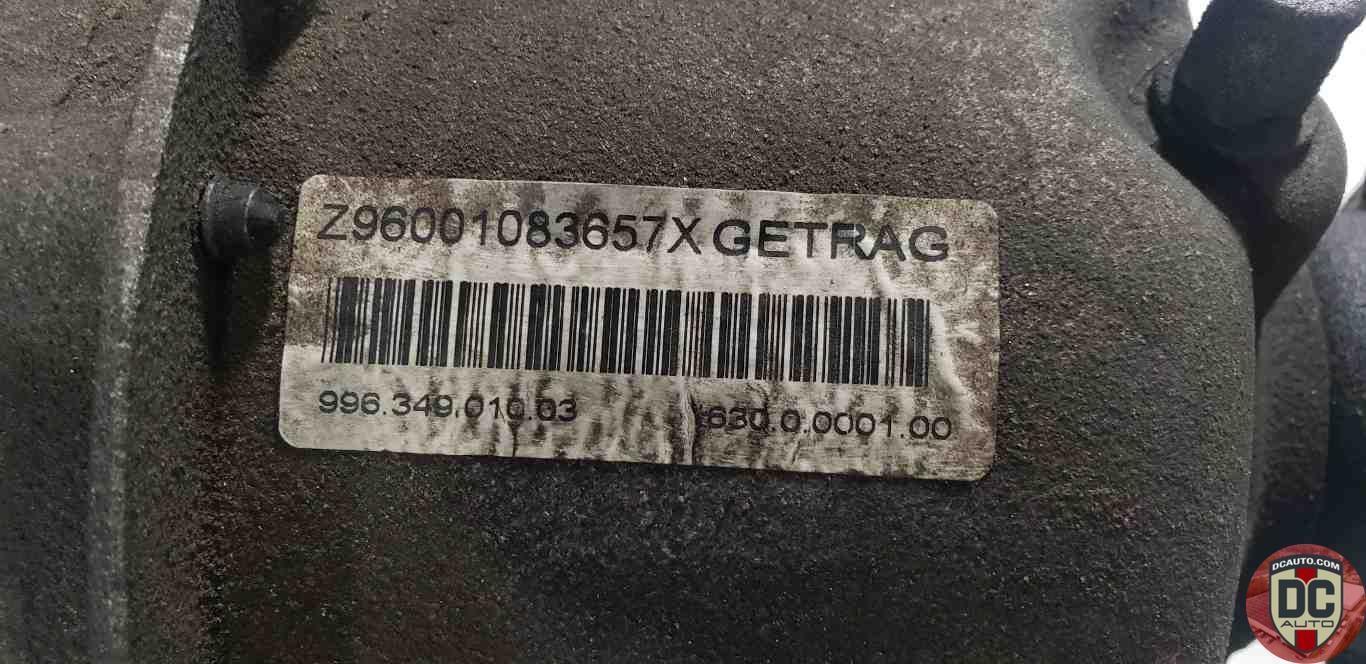 Z96001083657X GETRAG
996.349.010.03 630.0.0001.00
DCAUTO.COM
DC
AUTO